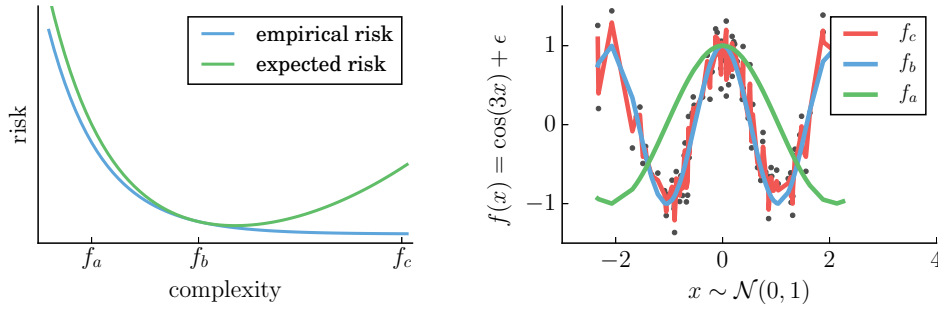 risk
empirical risk
expected risk
f_a
f_b
f_c
complexity
f(x) = cos(3x) + ϵ
1
0
−1
f_c
f_b
f_a
−2
0
2
4
x ∼ 𝒩(0, 1)